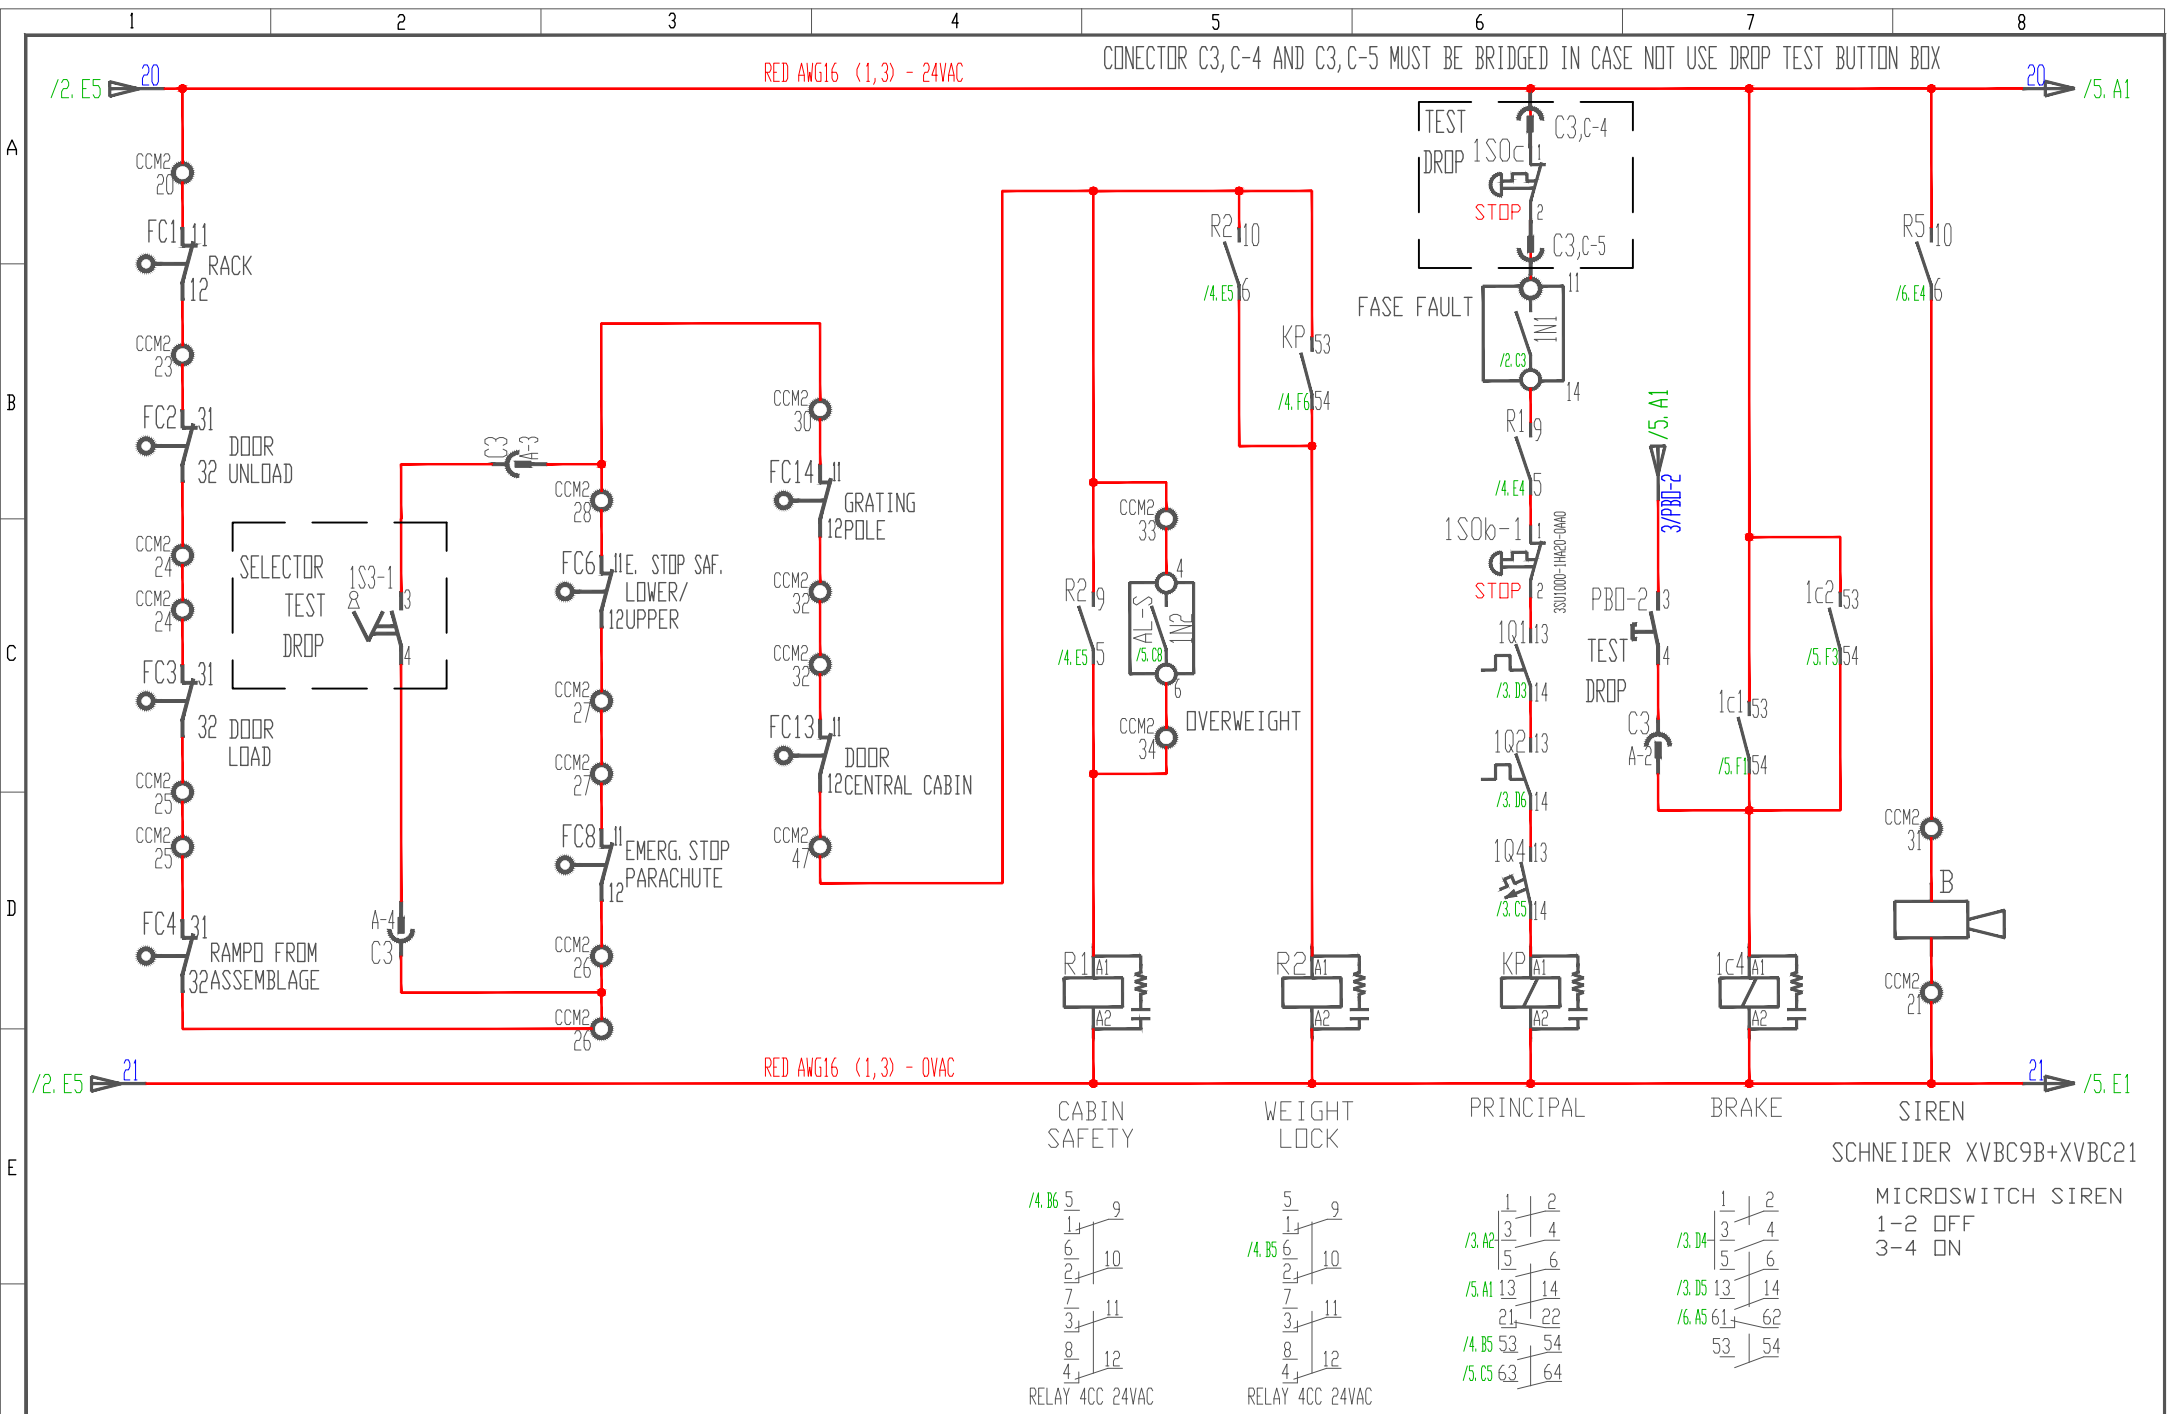 1 2 3 4 5 6 7 8
CONECTOR C3,C-4 AND C3,C-5 MUST BE BRIDGED IN CASE NOT USE DROP TEST BUTTON BOX
RED AWG16 (1,3) - 24VAC
/2.E5 20
20 /5.A1
A
B
C
D
E
CCM2
20
FC1 11
RACK
12
CCM2
23
FC2 31
DOOR
32 UNLOAD
CCM2
24
CCM2
24
FC3 31
32 DOOR
LOAD
CCM2
25
CCM2
25
FC4 31
RAMPO FROM
32 ASSEMBLAGE
SELECTOR
TEST
DROP
1S3-1
3
4
A-4
C3
C3
A-3
CCM2
28
FC6 11 E. STOP SAF.
LOWER/
12 UPPER
CCM2
27
CCM2
27
FC8 11
EMERG. STOP
PARACHUTE
12
CCM2
26
CCM2
26
CCM2
30
FC14 11
GRATING
12 POLE
CCM2
32
CCM2
32
FC13 11
DOOR
12 CENTRAL CABIN
CCM2
47
R2 9
/4.E5 5
CCM2
33
4
AL-S
1N2
/5.C8
6
OVERWEIGHT
CCM2
34
R1 A1
A2
R2 10
/4.E5 6
KP 53
/4.F6 54
R2 A1
A2
TEST
DROP
C3,C-4
1S0c 1
STOP 2
C3,C-5
FASE FAULT
11
1N1
/2.C3
14
R1 9
/4.E4 5
1S0b-1 1
STOP 2
3SU1000-1HA20-0AA0
1Q1 13
/3.D3 14
1Q2 13
/3.D6 14
1Q4 13
/3.C5 14
KP A1
A2
/5.A1
3/PB0-2
PB0-2 3
TEST
DROP
4
C3
A-2
1c1 53
/5.F1 54
1c2 53
/5.F3 54
1c4 A1
A2
R5 10
/6.E4 6
CCM2
31
B
CCM2
21
RED AWG16 (1,3) - 0VAC
/2.E5 21
21 /5.E1
CABIN
SAFETY
WEIGHT
LOCK
PRINCIPAL
BRAKE
SIREN
SCHNEIDER XVBC9B+XVBC21
MICROSWITCH SIREN
1-2 OFF
3-4 ON
/4.B6 5
1 9
6
2 10
7
3 11
8
4 12
RELAY 4CC 24VAC
5
1 9
/4.B5 6
2 10
7
3 11
8
4 12
RELAY 4CC 24VAC
1 2
/3.A2 3 4
5 6
/5.A1 13 14
21 22
/4.B5 53 54
/5.C5 63 64
1 2
/3.D4 3 4
5 6
/3.D5 13 14
/6.A5 61 62
53 54